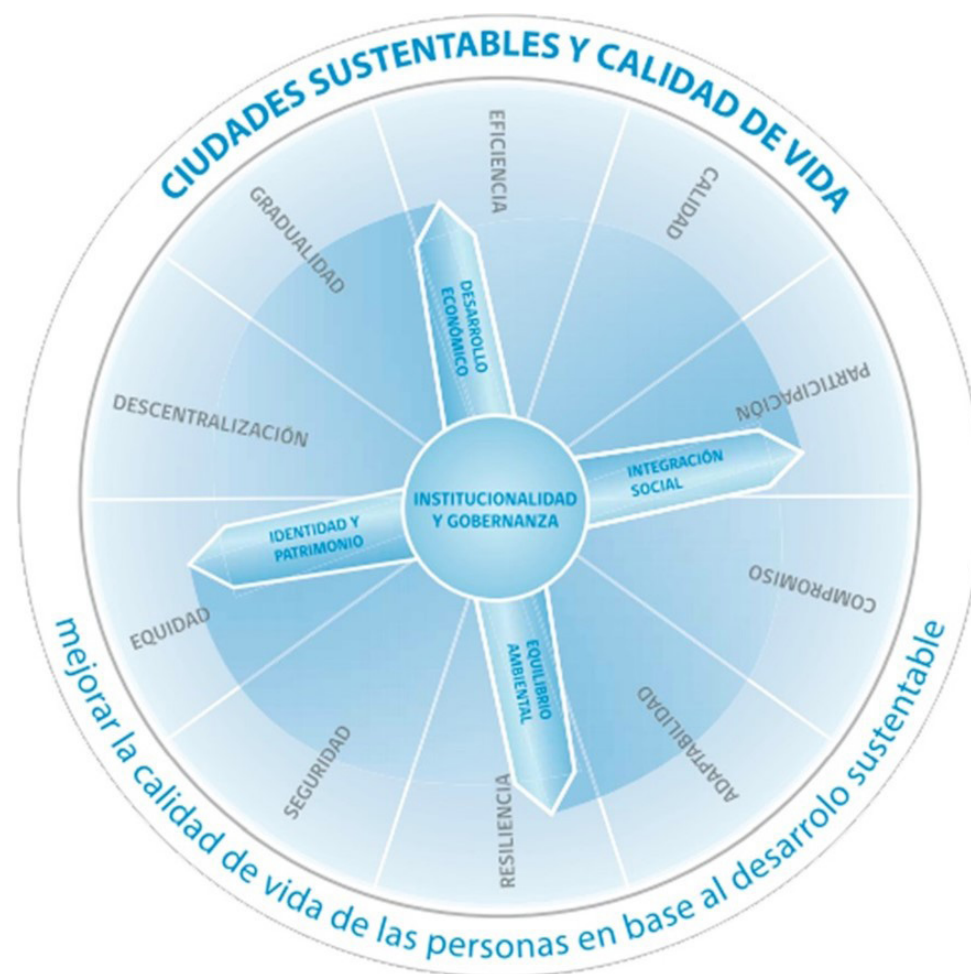 CIUDADES SUSTENTABLES Y CALIDAD DE VIDA
EFICIENCIA
CALIDAD
PARTICIPACIÓN
COMPROMISO
ADAPTABILIDAD
RESILIENCIA
SEGURIDAD
EQUIDAD
DESCENTRALIZACIÓN
GRADUALIDAD
DESARROLLO
ECONÓMICO
INTEGRACIÓN
SOCIAL
EQUILIBRIO
AMBIENTAL
IDENTIDAD Y
PATRIMONIO
INSTITUCIONALIDAD
Y GOBERNANZA
mejorar la calidad de vida de las personas en base al desarrolo sustentable